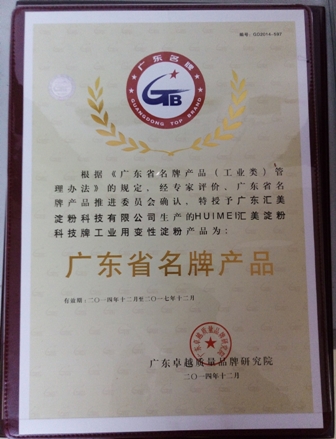 编号：GD2014-597
广东名牌
GTB
GUANGDONG TOP BRAND
根据《广东省名牌产品（工业类）管
理办法》的规定，经专家评价，广东省名
牌产品推进委员会确认，特授予广东汇美
淀粉科技有限公司生产的HUIMEI汇美淀粉
科技牌工业用变性淀粉产品为：
广东省名牌产品
有效期：二〇一四年十二月至二〇一七年十二月
广东卓越质量品牌研究院
二〇一四年十二月